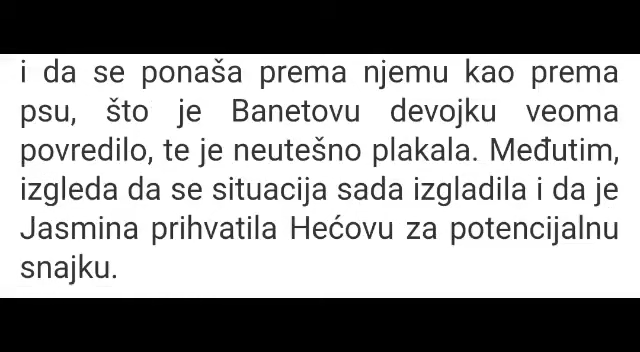 i da se ponaša prema njemu kao prema
psu, što je Banetovu devojku veoma
povredilo, te je neutešno plakala. Međutim,
izgleda da se situacija sada izgladila i da je
Jasmina prihvatila Hećovu za potencijalnu
snajku.